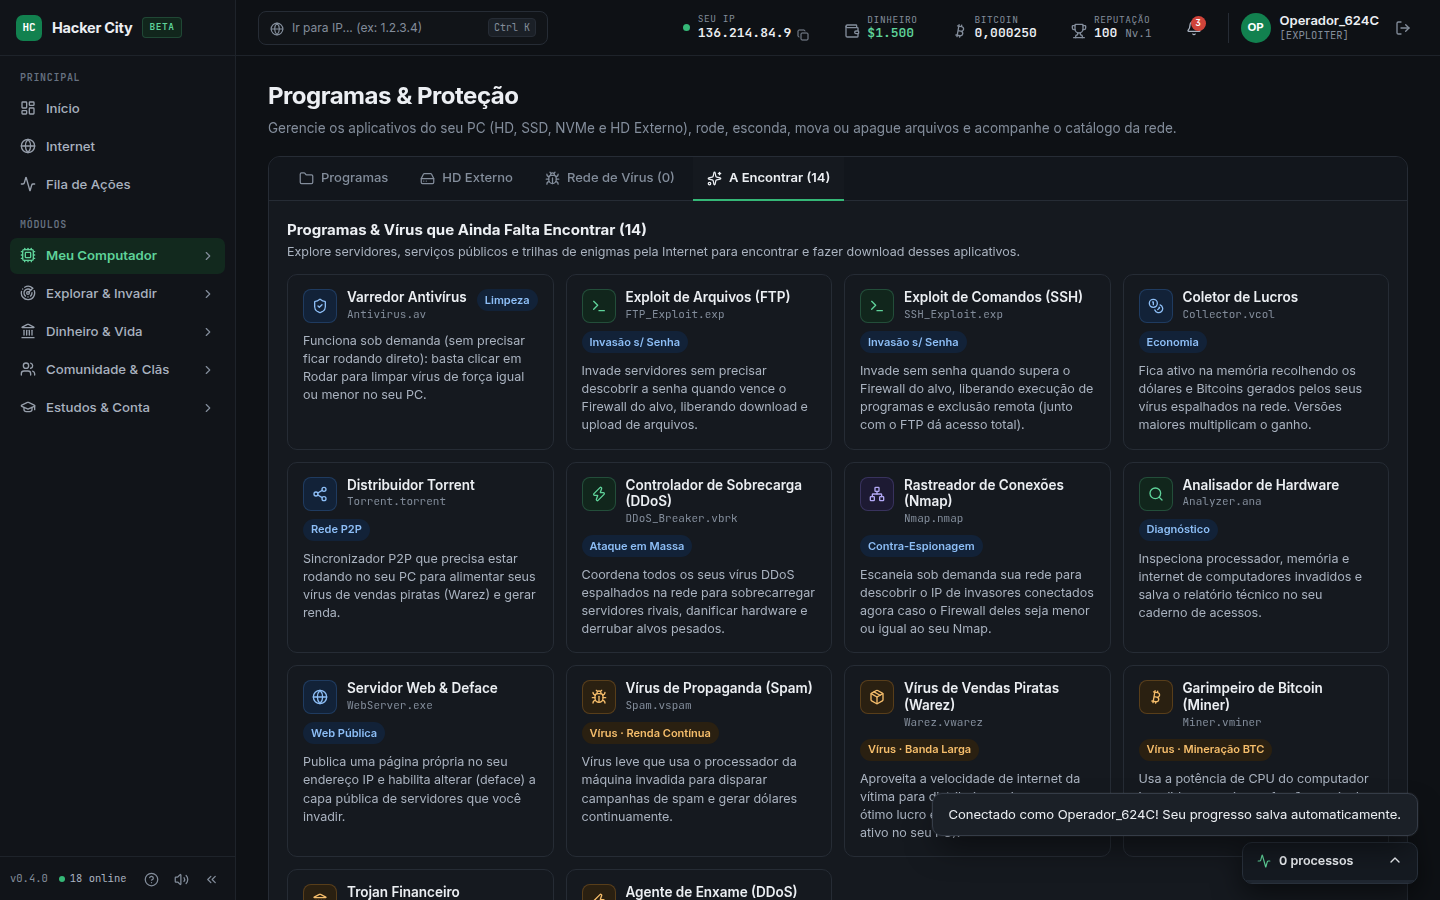 HC Hacker City BETA
Ir para IP... (ex: 1.2.3.4) Ctrl K
SEU IP
136.214.84.9
DINHEIRO
$1.500
BITCOIN
0,000250
REPUTAÇÃO
100 Nv.1
3
OP
Operador_624C
[EXPLOITER]
PRINCIPAL
Início
Internet
Fila de Ações
MÓDULOS
Meu Computador
Explorar & Invadir
Dinheiro & Vida
Comunidade & Clãs
Estudos & Conta
v0.4.0 18 online
Programas & Proteção
Gerencie os aplicativos do seu PC (HD, SSD, NVMe e HD Externo), rode, esconda, mova ou apague arquivos e acompanhe o catálogo da rede.
Programas HD Externo Rede de Vírus (0) A Encontrar (14)
Programas & Vírus que Ainda Falta Encontrar (14)
Explore servidores, serviços públicos e trilhas de enigmas pela Internet para encontrar e fazer download desses aplicativos.
Varredor Antivírus
Antivirus.av
Limpeza
Funciona sob demanda (sem precisar
ficar rodando direto): basta clicar em
Rodar para limpar vírus de força igual
ou menor no seu PC.
Exploit de Arquivos (FTP)
FTP_Exploit.exp
Invasão s/ Senha
Invade servidores sem precisar
descobrir a senha quando vence o
Firewall do alvo, liberando download e
upload de arquivos.
Exploit de Comandos (SSH)
SSH_Exploit.exp
Invasão s/ Senha
Invade sem senha quando supera o
Firewall do alvo, liberando execução de
programas e exclusão remota (junto
com o FTP dá acesso total).
Coletor de Lucros
Collector.vcol
Economia
Fica ativo na memória recolhendo os
dólares e Bitcoins gerados pelos seus
vírus espalhados na rede. Versões
maiores multiplicam o ganho.
Distribuidor Torrent
Torrent.torrent
Rede P2P
Sincronizador P2P que precisa estar
rodando no seu PC para alimentar seus
vírus de vendas piratas (Warez) e gerar
renda.
Controlador de Sobrecarga
(DDoS)
DDoS_Breaker.vbrk
Ataque em Massa
Coordena todos os seus vírus DDoS
espalhados na rede para sobrecarregar
servidores rivais, danificar hardware e
derrubar alvos pesados.
Rastreador de Conexões
(Nmap)
Nmap.nmap
Contra-Espionagem
Escaneia sob demanda sua rede para
descobrir o IP de invasores conectados
agora caso o Firewall deles seja menor
ou igual ao seu Nmap.
Analisador de Hardware
Analyzer.ana
Diagnóstico
Inspeciona processador, memória e
internet de computadores invadidos e
salva o relatório técnico no seu
caderno de acessos.
Servidor Web & Deface
WebServer.exe
Web Pública
Publica uma página própria no seu
endereço IP e habilita alterar (deface) a
capa pública de servidores que você
invadir.
Vírus de Propaganda (Spam)
Spam.vspam
Vírus · Renda Contínua
Vírus leve que usa o processador da
máquina invadida para disparar
campanhas de spam e gerar dólares
continuamente.
Vírus de Vendas Piratas
(Warez)
Warez.vwarez
Vírus · Banda Larga
Aproveita a velocidade de internet da
vítima para
ótimo lucro
ativo no seu
Garimpeiro de Bitcoin
(Miner)
Miner.vminer
Vírus · Mineração BTC
Usa a potência de CPU do computador
Trojan Financeiro
Agente de Enxame (DDoS)
Conectado como Operador_624C! Seu progresso salva automaticamente.
0 processos